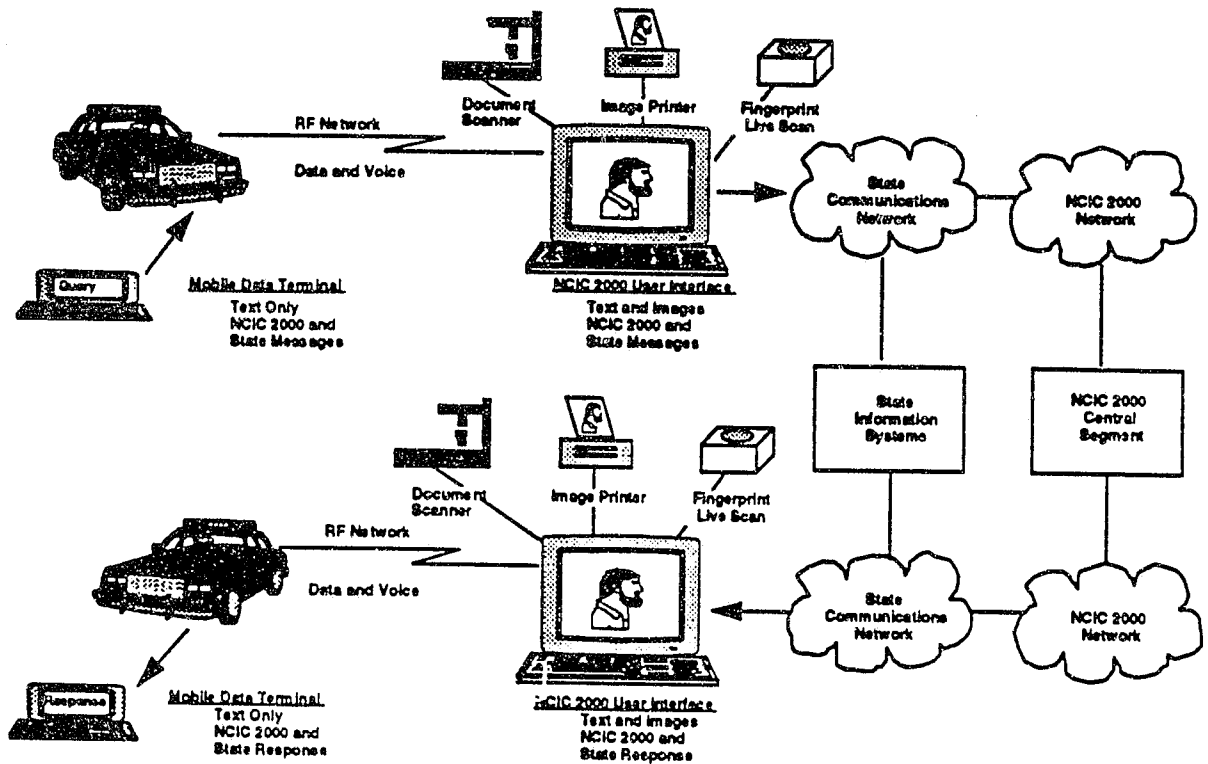 Document
Scanner
Image Printer
Fingerprint
Live Scan
RF Network
Data and Voice
Query
Mobile Data Terminal
Text Only
NCIC 2000 and
State Messages
NCIC 2000 User Interface
Text and Images
NCIC 2000 and
State Messages
State
Communications
Network
NCIC 2000
Network
State
Information
Systems
NCIC 2000
Central
Segment
Document
Scanner
Image Printer
Fingerprint
Live Scan
RF Network
Data and Voice
Response
Mobile Data Terminal
Text Only
NCIC 2000 and
State Response
NCIC 2000 User Interface
Text and Images
NCIC 2000 and
State Response
State
Communications
Network
NCIC 2000
Network